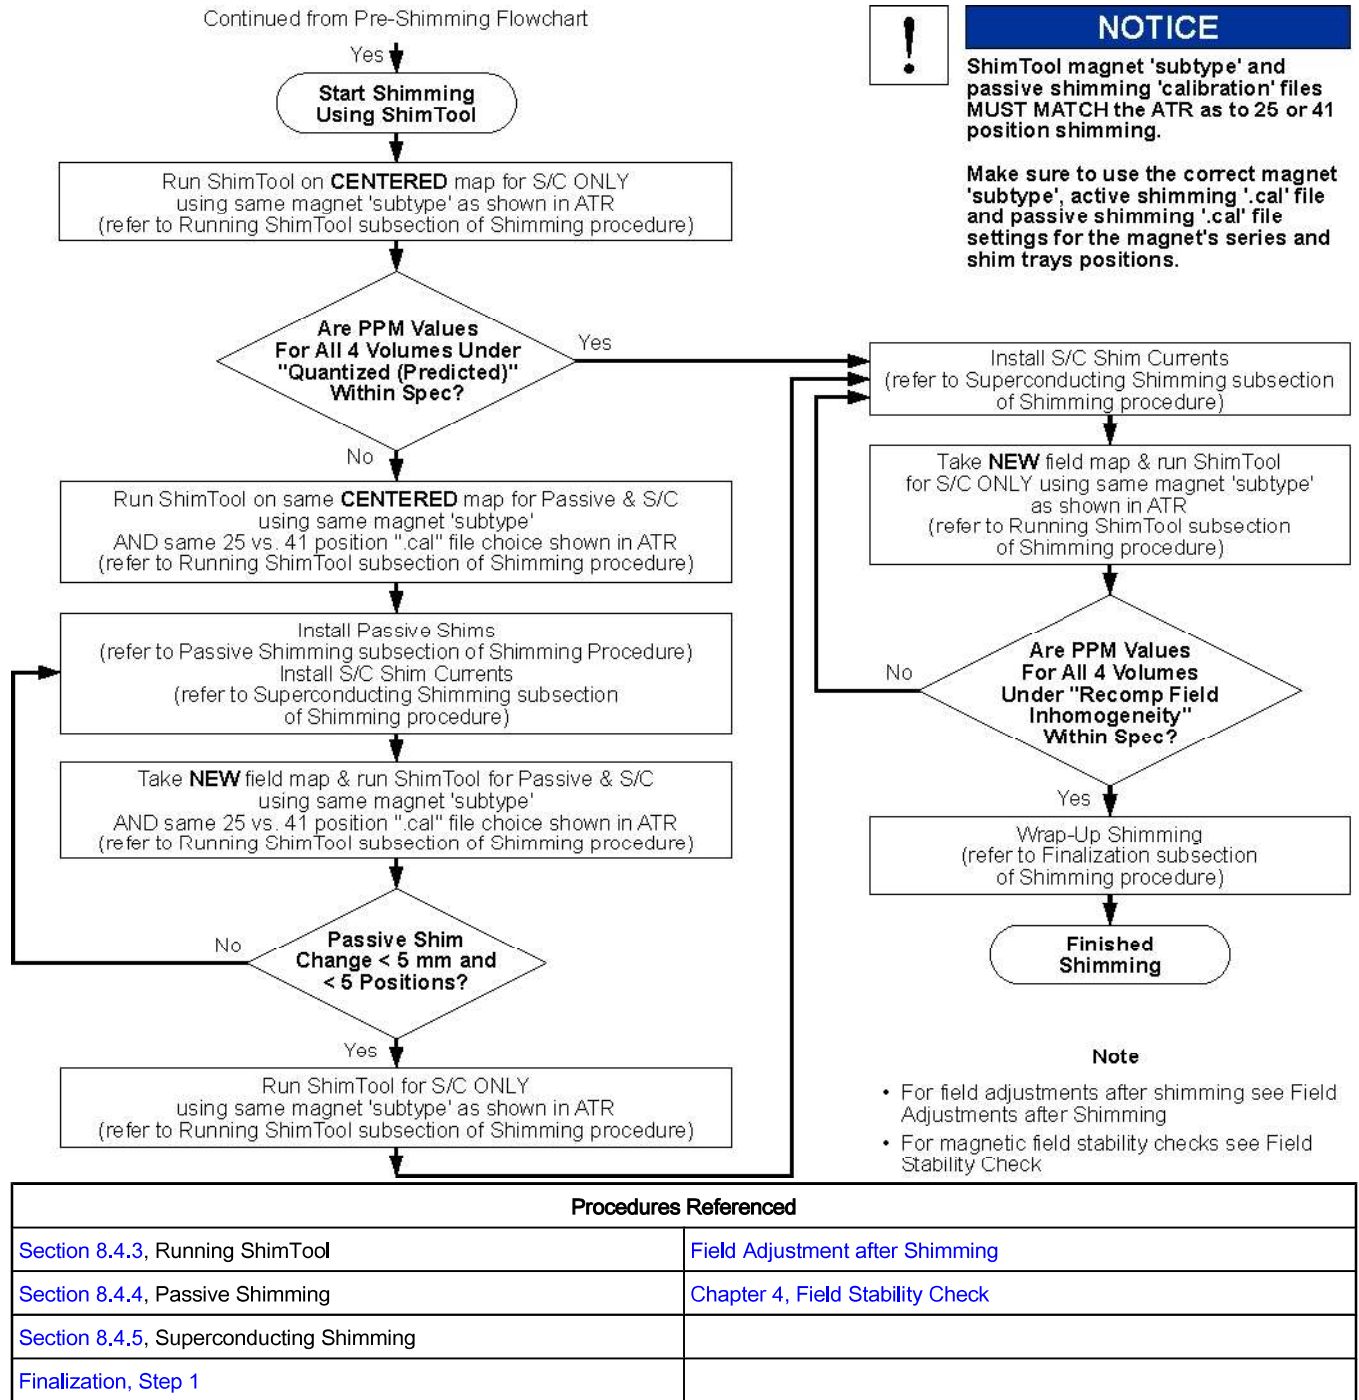 Continued from Pre-Shimming Flowchart
Yes
Start Shimming
Using ShimTool
Run ShimTool on CENTERED map for S/C ONLY
using same magnet 'subtype' as shown in ATR
(refer to Running ShimTool subsection of Shimming procedure)
Are PPM Values
For All 4 Volumes Under
"Quantized (Predicted)"
Within Spec?
Yes
No
Run ShimTool on same CENTERED map for Passive & S/C
using same magnet 'subtype'
AND same 25 vs. 41 position ".cal" file choice shown in ATR
(refer to Running ShimTool subsection of Shimming procedure)
Install Passive Shims
(refer to Passive Shimming subsection of Shimming Procedure)
Install S/C Shim Currents
(refer to Superconducting Shimming subsection
of Shimming procedure)
Take NEW field map & run ShimTool for Passive & S/C
using same magnet 'subtype'
AND same 25 vs. 41 position ".cal" file choice shown in ATR
(refer to Running ShimTool subsection of Shimming procedure)
No
Passive Shim
Change < 5 mm and
< 5 Positions?
Yes
Run ShimTool for S/C ONLY
using same magnet 'subtype' as shown in ATR
(refer to Running ShimTool subsection of Shimming procedure)
!
NOTICE
ShimTool magnet 'subtype' and
passive shimming 'calibration' files
MUST MATCH the ATR as to 25 or 41
position shimming.
Make sure to use the correct magnet
'subtype', active shimming '.cal' file
and passive shimming '.cal' file
settings for the magnet's series and
shim trays positions.
Install S/C Shim Currents
(refer to Superconducting Shimming subsection
of Shimming procedure)
Take NEW field map & run ShimTool
for S/C ONLY using same magnet 'subtype'
as shown in ATR
(refer to Running ShimTool subsection
of Shimming procedure)
No
Are PPM Values
For All 4 Volumes
Under "Recomp Field
Inhomogeneity"
Within Spec?
Yes
Wrap-Up Shimming
(refer to Finalization subsection
of Shimming procedure)
Finished
Shimming
Note
• For field adjustments after shimming see Field
Adjustments after Shimming
• For magnetic field stability checks see Field
Stability Check
Procedures Referenced
Section 8.4.3, Running ShimTool
Field Adjustment after Shimming
Section 8.4.4, Passive Shimming
Chapter 4, Field Stability Check
Section 8.4.5, Superconducting Shimming
Finalization, Step 1